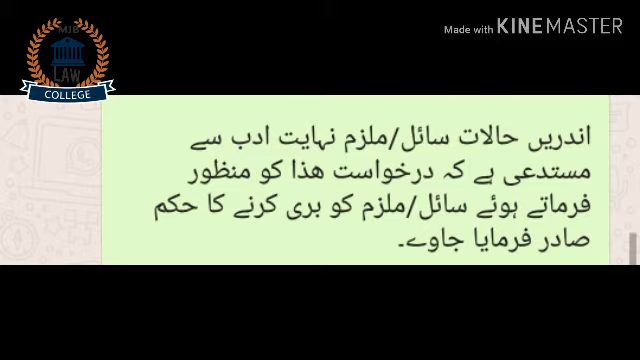 MJB
LAW
COLLEGE
Made with KINEMASTER
اندریں حالات سائل/ملزم نہایت ادب سے
مستدعی ہے کہ درخواست ھذا کو منظور
فرماتے ہوئے سائل/ملزم کو بری کرنے کا حکم
صادر فرمایا جاوے۔